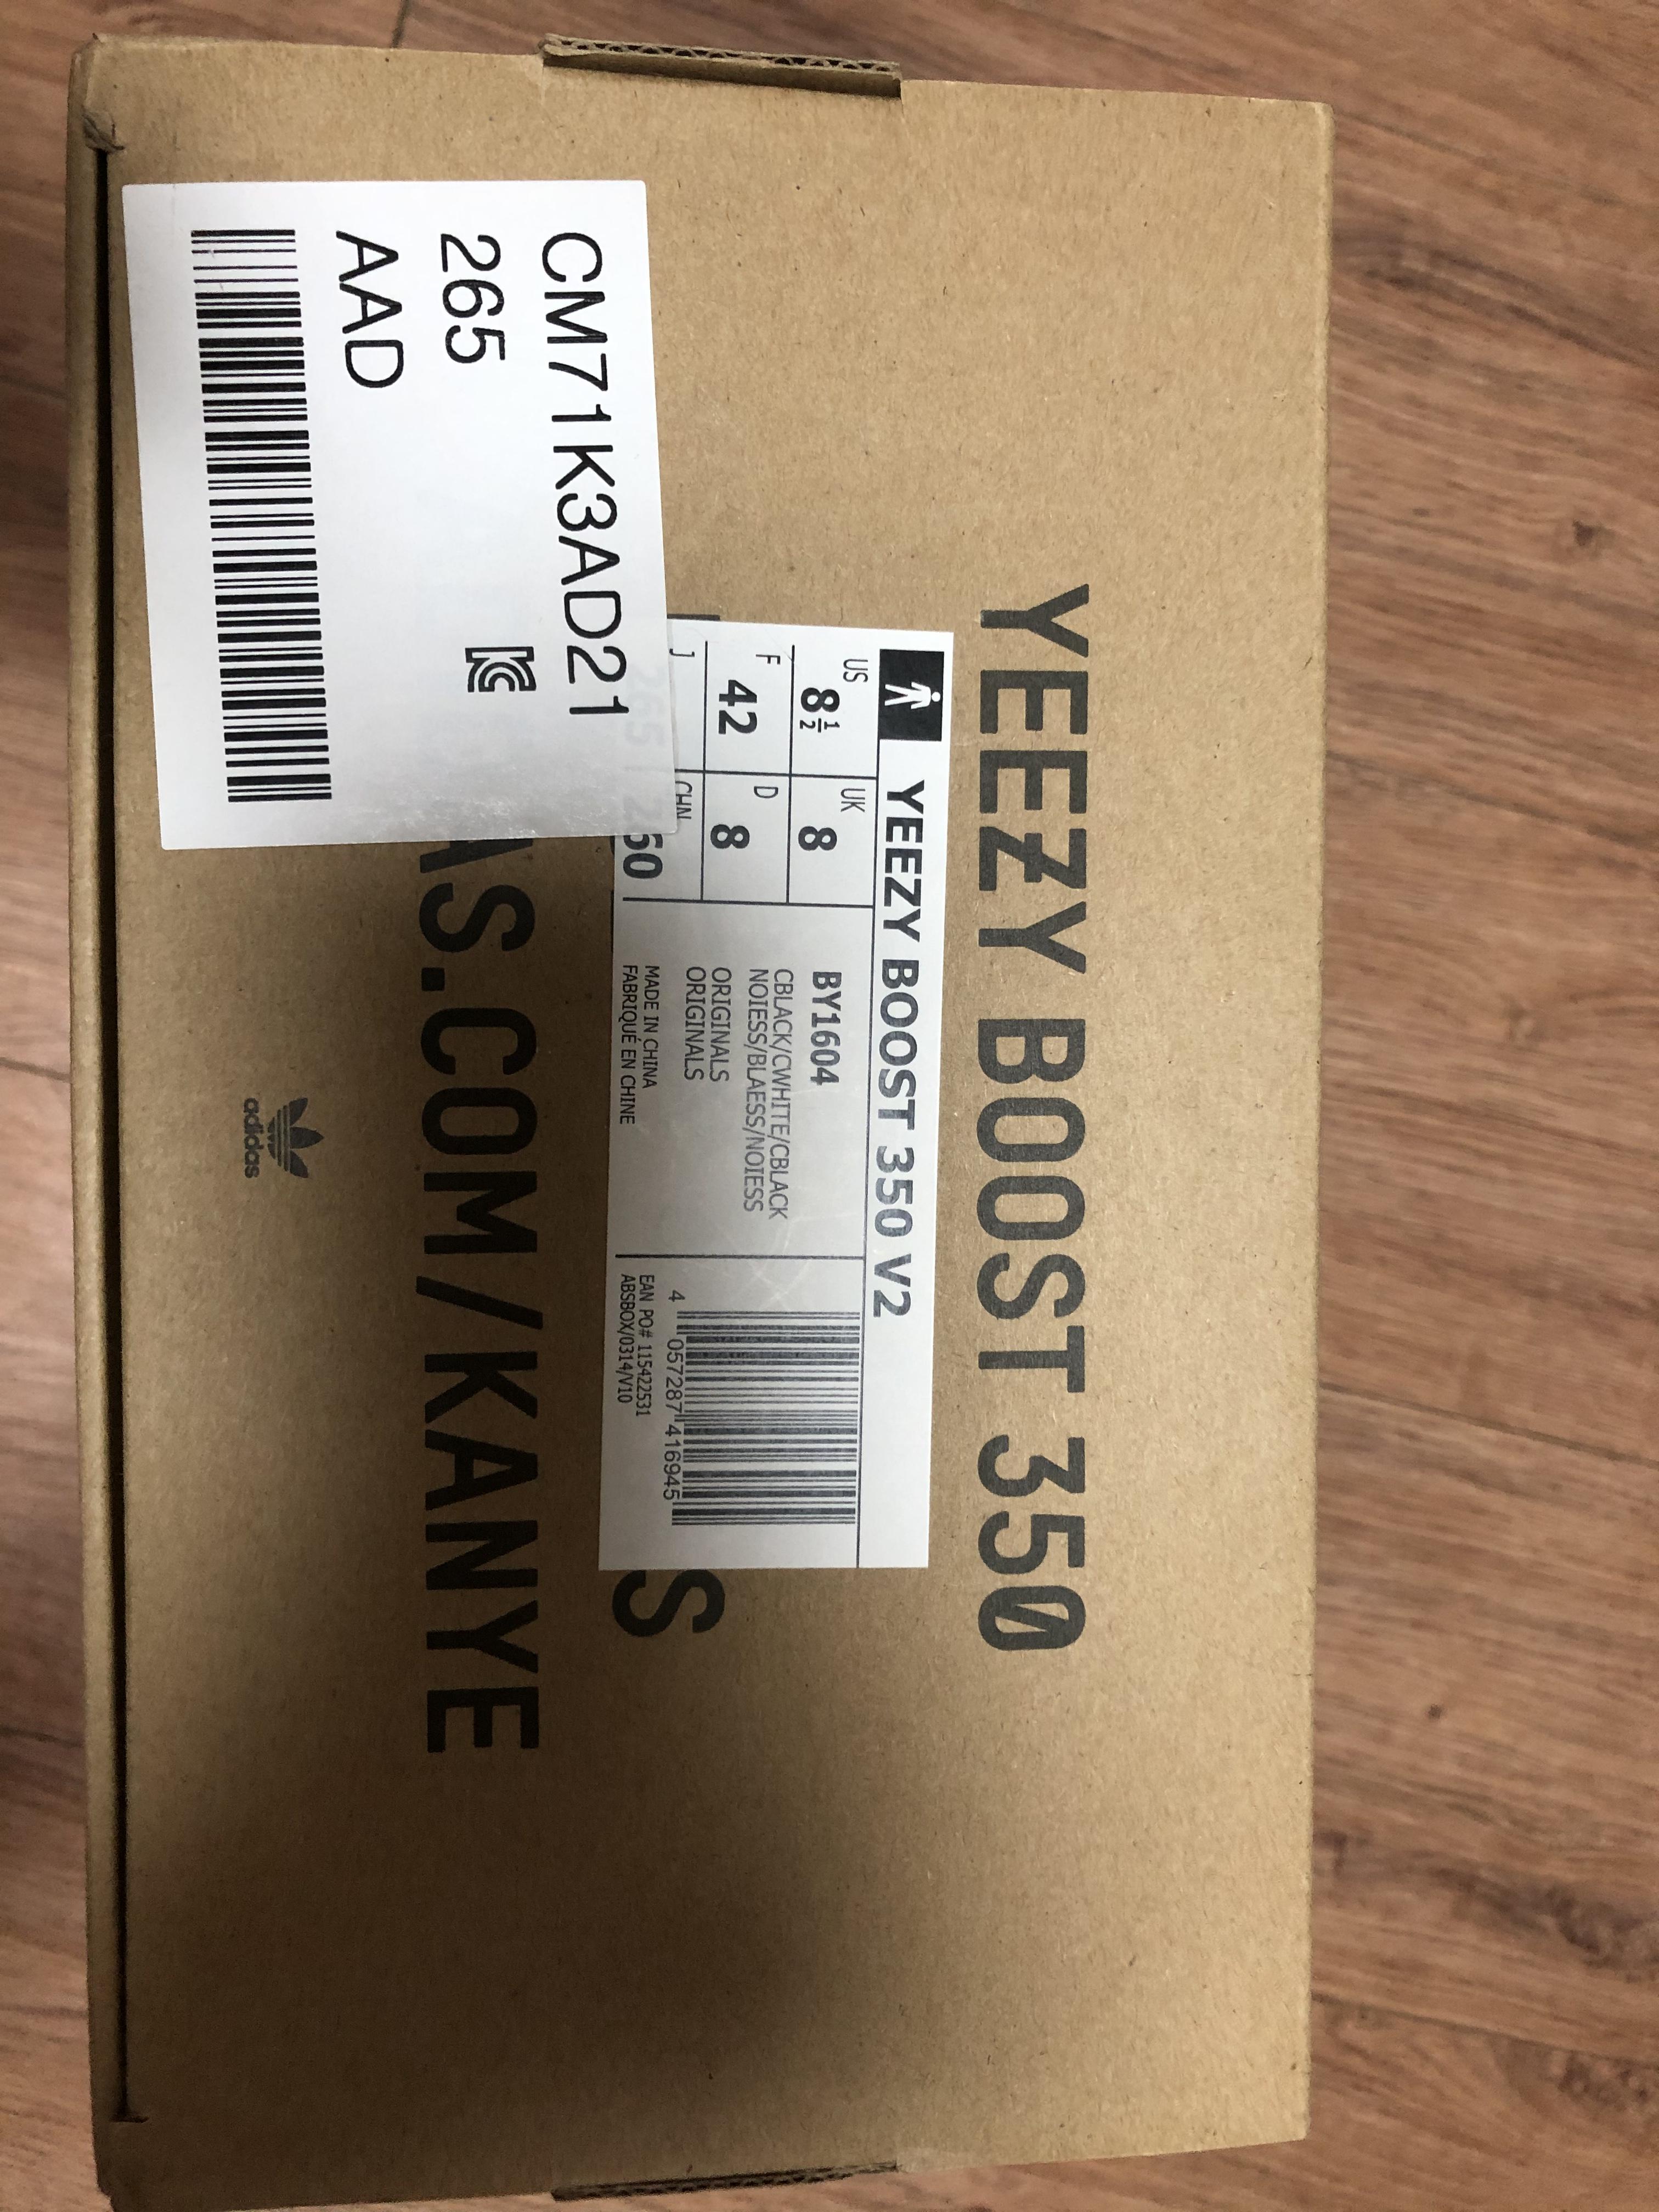 YEEZY BOOST 350
YEEZY BOOST 350 V2
US
8½
UK
8
F
42
D
8
J
265
CHN
BY1604
CBLACK/CWHITE/CBLACK
NOIESS/BLAESS/NOIESS
ORIGINALS
ORIGINALS
MADE IN CHINA
FABRIQUÉ EN CHINE
4 057287 416945
EAN PO# 115422531
ABSBOX/0314/V10
S
AS.COM/KANYE
adidas
CM71K3AD21
265
AAD